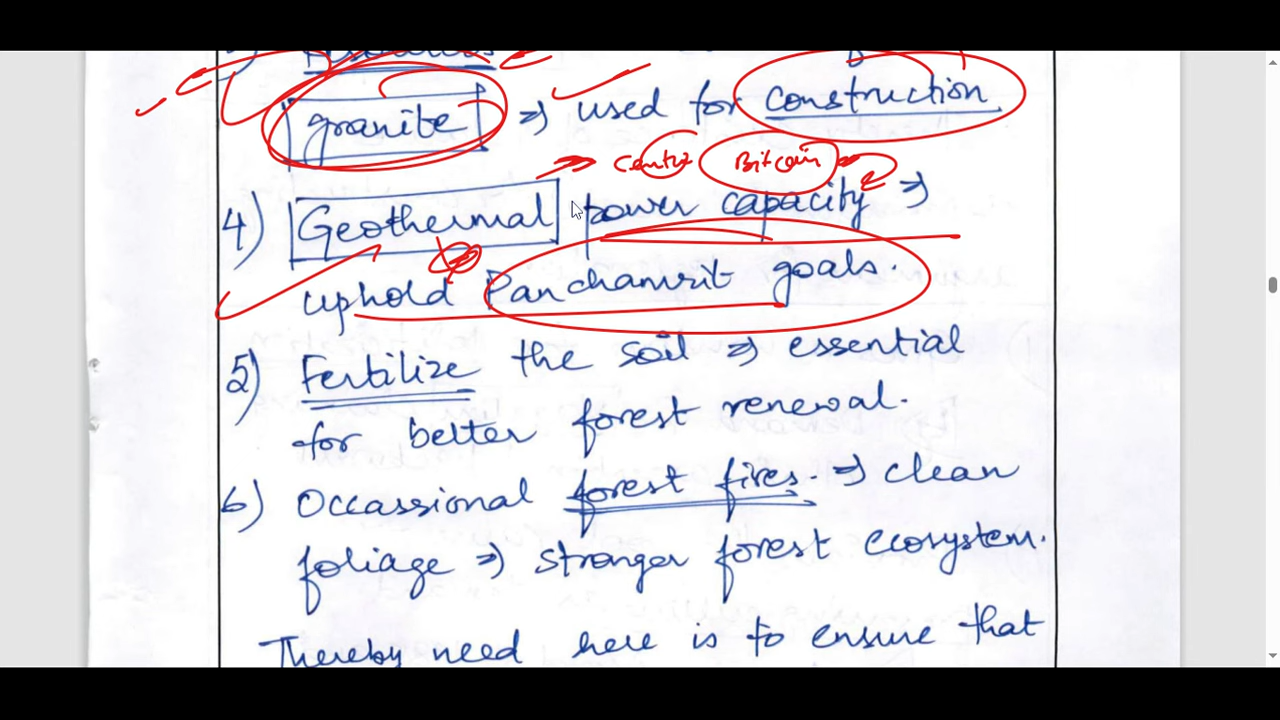 granite ⇒ used for construction
→ Bitcoin
4) Geothermal power capacity ⇒
uphold Panchamrit goals.
5) Fertilize the soil ⇒ essential
for better forest renewal.
6) Occassional forest fires. ⇒ clean
foliage ⇒ stronger forest ecosystem.
Thereby need here is to ensure that